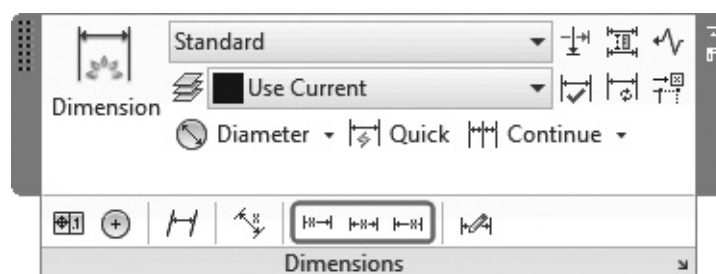 Standard
Use Current
Dimension
Diameter Quick Continue
Dimensions